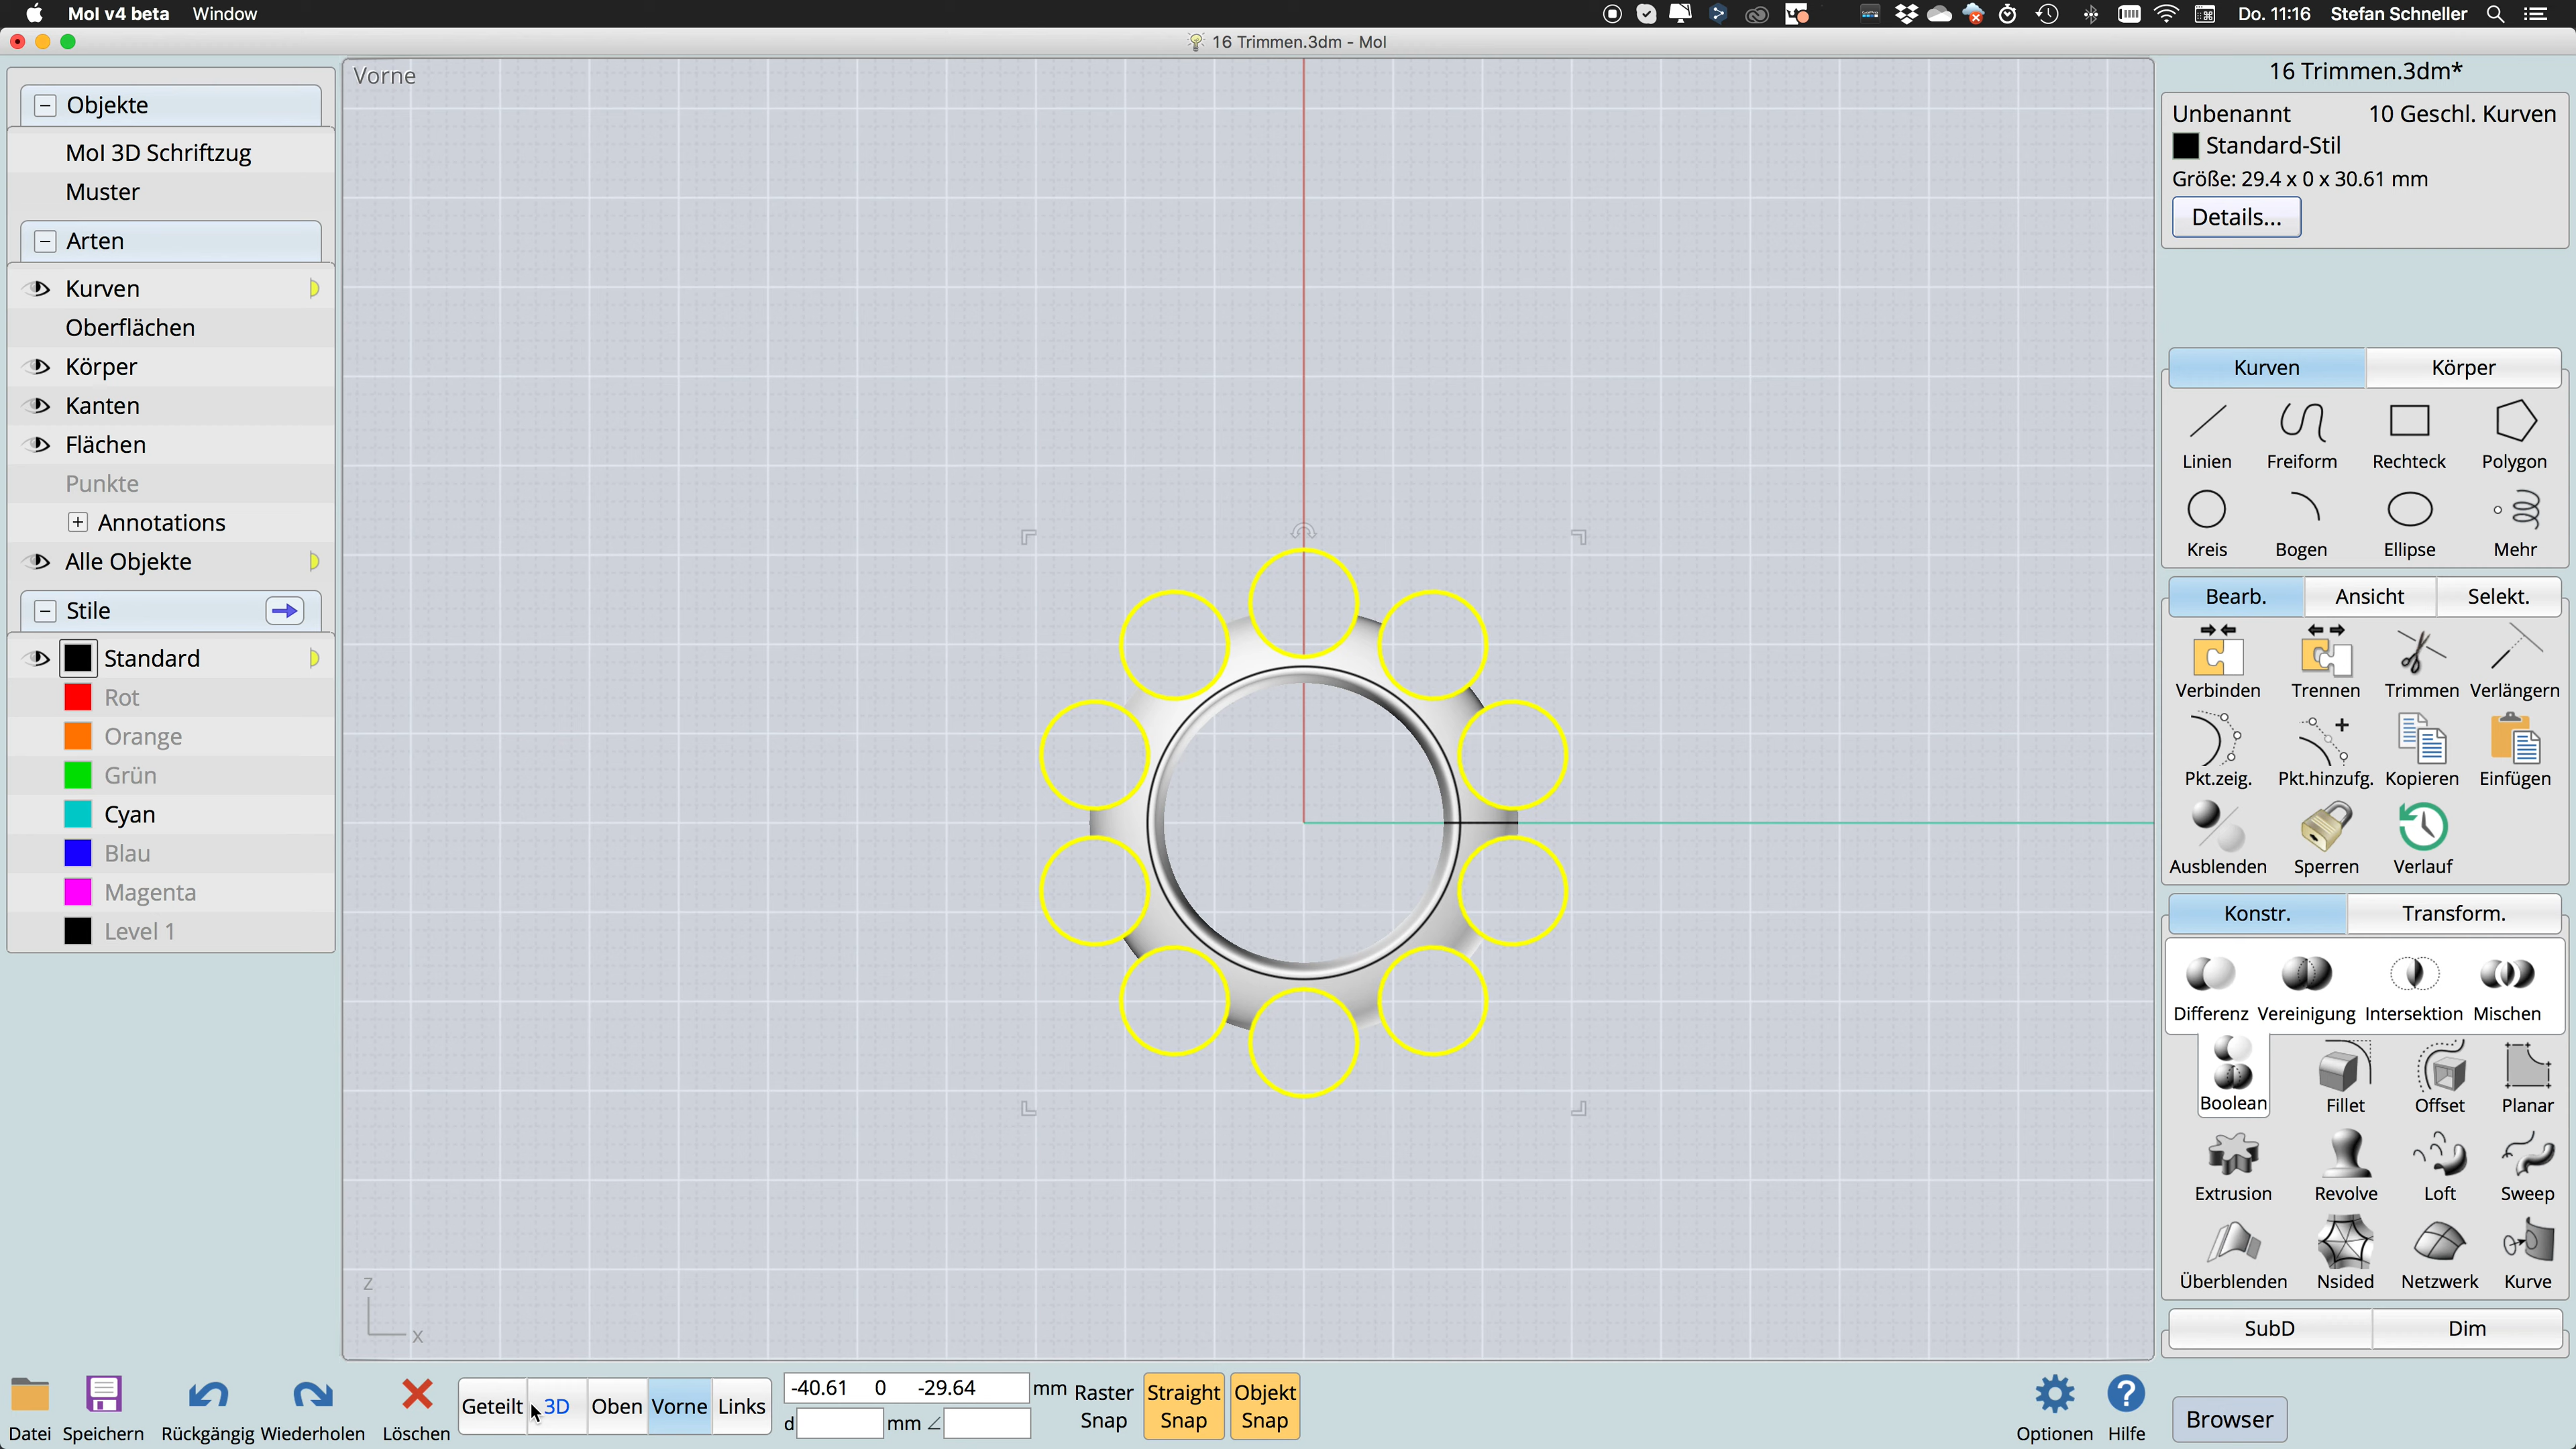 MoI v4 beta Window
Do. 11:16 Stefan Schneller
16 Trimmen.3dm - MoI
Vorne
16 Trimmen.3dm*
Objekte
MoI 3D Schriftzug
Muster
Arten
Kurven
Oberflächen
Körper
Kanten
Flächen
Punkte
Annotations
Alle Objekte
Stile
Standard
Rot
Orange
Grün
Cyan
Blau
Magenta
Level 1
z
x
Unbenannt 10 Geschl. Kurven
Standard-Stil
Größe: 29.4 x 0 x 30.61 mm
Details...
Kurven Körper
Linien Freiform Rechteck Polygon
Kreis Bogen Ellipse Mehr
Bearb. Ansicht Selekt.
Verbinden Trennen Trimmen Verlängern
Pkt.zeig. Pkt.hinzufg. Kopieren Einfügen
Ausblenden Sperren Verlauf
Konstr. Transform.
Differenz Vereinigung Intersektion Mischen
Boolean Fillet Offset Planar
Extrusion Revolve Loft Sweep
Überblenden Nsided Netzwerk Kurve
SubD Dim
Datei Speichern Rückgängig Wiederholen Löschen
Geteilt 3D Oben Vorne Links
-40.61 0 -29.64 mm
d mm ∠
Raster Snap
Straight Snap
Objekt Snap
Optionen Hilfe
Browser